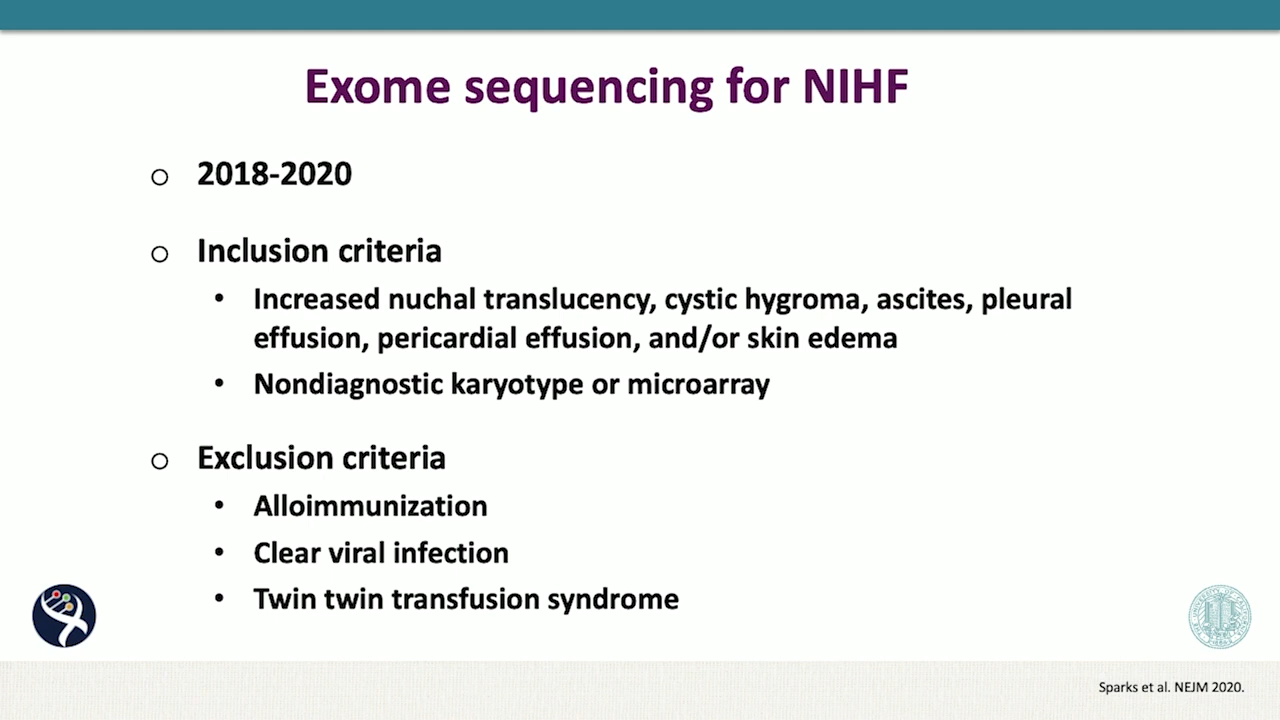 Exome sequencing for NIHF
2018-2020
Inclusion criteria
Increased nuchal translucency, cystic hygroma, ascites, pleural
effusion, pericardial effusion, and/or skin edema
Nondiagnostic karyotype or microarray
Exclusion criteria
Alloimmunization
Clear viral infection
Twin twin transfusion syndrome
Sparks et al. NEJM 2020.